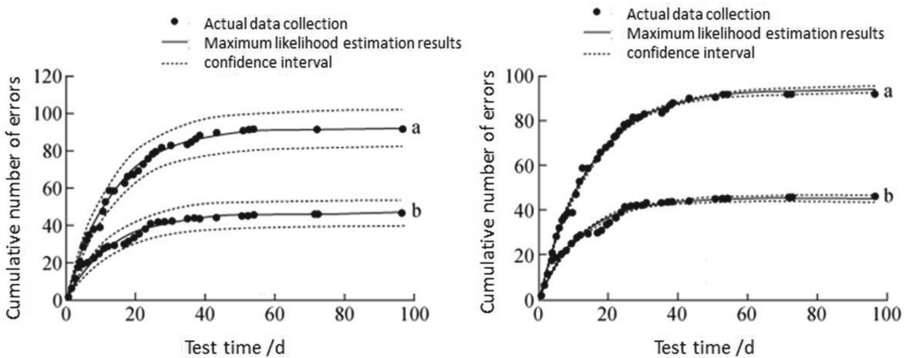 Actual data collection
Maximum likelihood estimation results
confidence interval
120
100
80
60
40
20
0
0 20 40 60 80 100
a
b
Cumulative number of errors
Test time /d
Actual data collection
Maximum likelihood estimation results
confidence interval
100
80
60
40
20
0
0 20 40 60 80 100
a
b
Cumulative number of errors
Test time /d